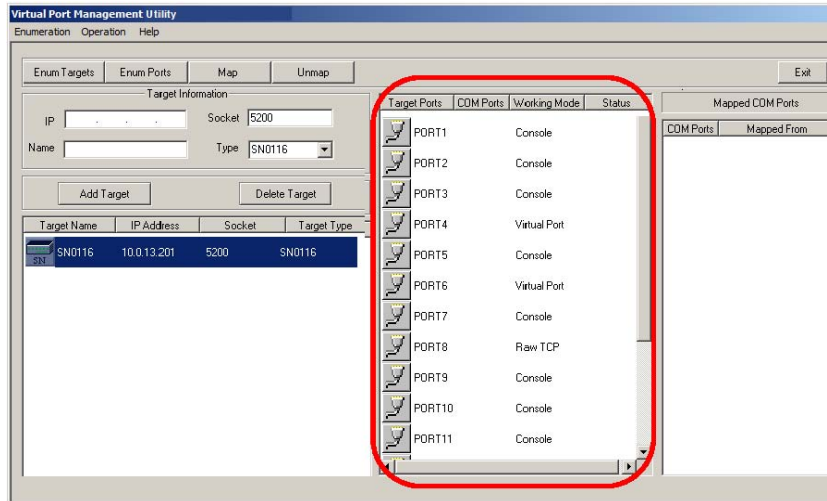 Virtual Port Management Utility
Enumeration Operation Help
Enum Targets Enum Ports Map Unmap Exit
Target Information
IP . . . Socket 5200
Name Type SN0116
Add Target Delete Target
Target Name IP Address Socket Target Type
SN SN0116 10.0.13.201 5200 SN0116
Target Ports COM Ports Working Mode Status
PORT1 Console
PORT2 Console
PORT3 Console
PORT4 Virtual Port
PORT5 Console
PORT6 Virtual Port
PORT7 Console
PORT8 Raw TCP
PORT9 Console
PORT10 Console
PORT11 Console
Mapped COM Ports
COM Ports Mapped From